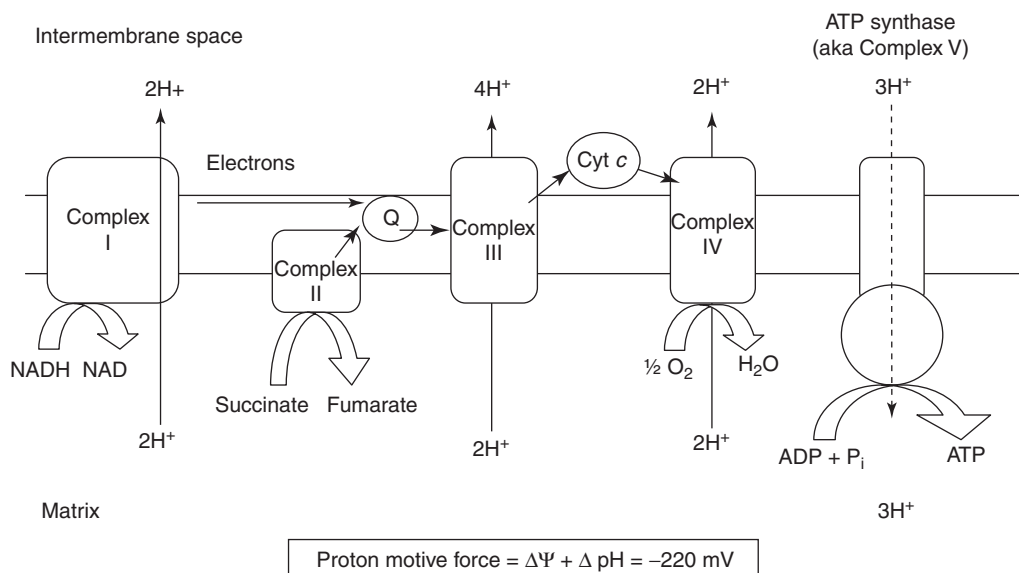 Intermembrane space
ATP synthase
(aka Complex V)
2H+
4H⁺
2H⁺
3H⁺
Electrons
Cyt c
Complex
I
Q
Complex
III
Complex
IV
Complex
II
NADH NAD
½ O₂
H₂O
Succinate Fumarate
2H⁺
2H⁺
2H⁺
ADP + Pᵢ
ATP
Matrix
3H⁺
Proton motive force = ΔΨ + Δ pH = −220 mV